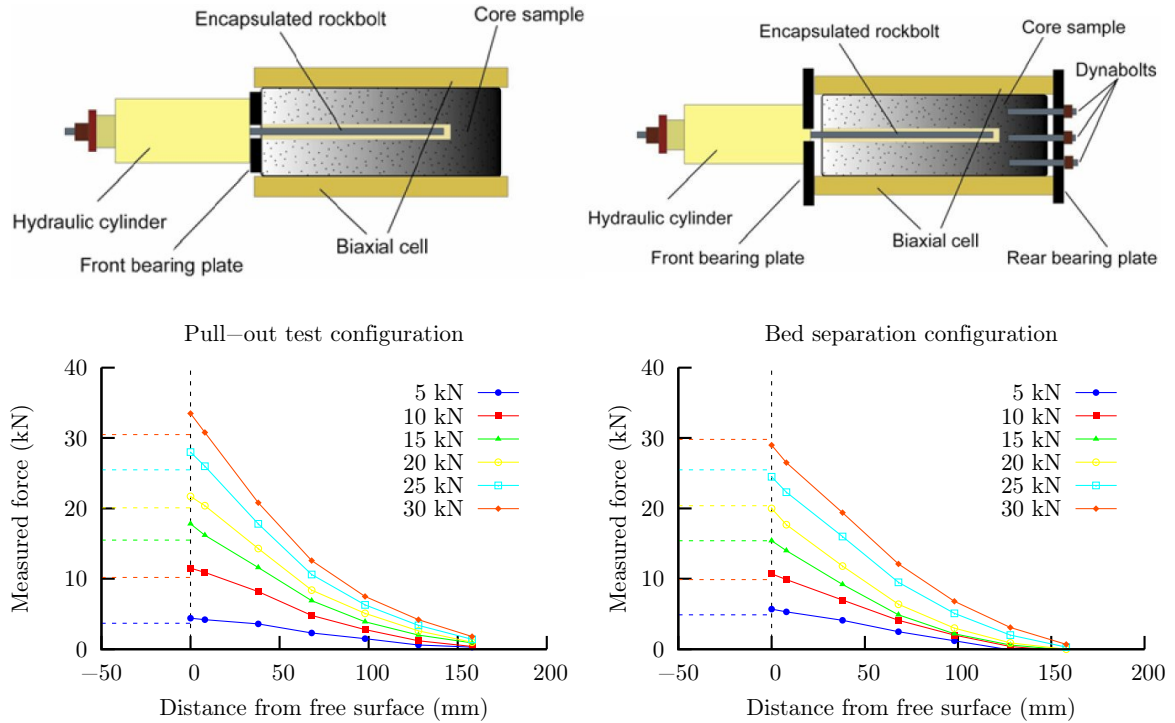 Encapsulated rockbolt
Core sample
Hydraulic cylinder
Front bearing plate
Biaxial cell
Encapsulated rockbolt
Core sample
Dynabolts
Hydraulic cylinder
Front bearing plate
Biaxial cell
Rear bearing plate
Pull−out test configuration
Measured force (kN)
40
30
20
10
0
−50
0
50
100
150
200
5 kN
10 kN
15 kN
20 kN
25 kN
30 kN
Distance from free surface (mm)
Bed separation configuration
Measured force (kN)
40
30
20
10
0
−50
0
50
100
150
200
5 kN
10 kN
15 kN
20 kN
25 kN
30 kN
Distance from free surface (mm)